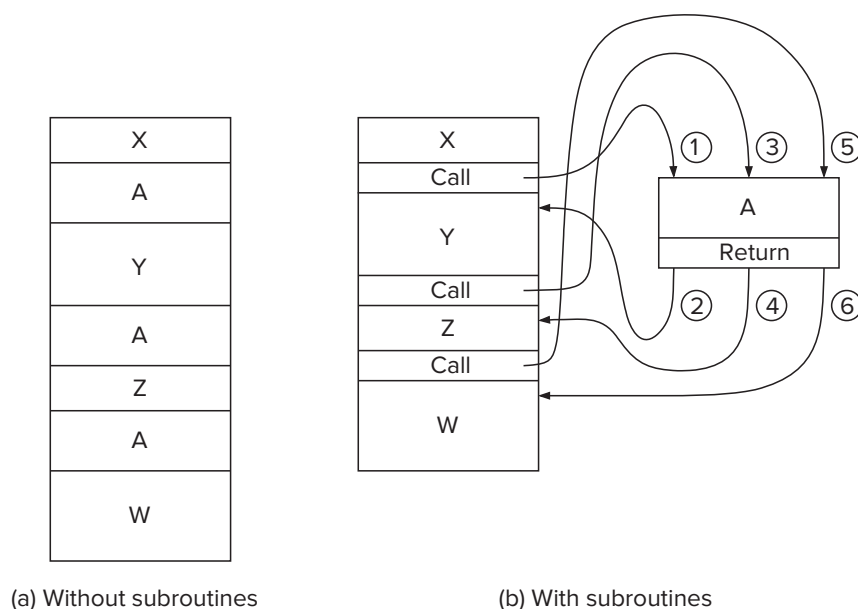 X
A
Y
A
Z
A
W
(a) Without subroutines
X
Call
Y
Call
Z
Call
W
1
3
5
A
Return
2
4
6
(b) With subroutines